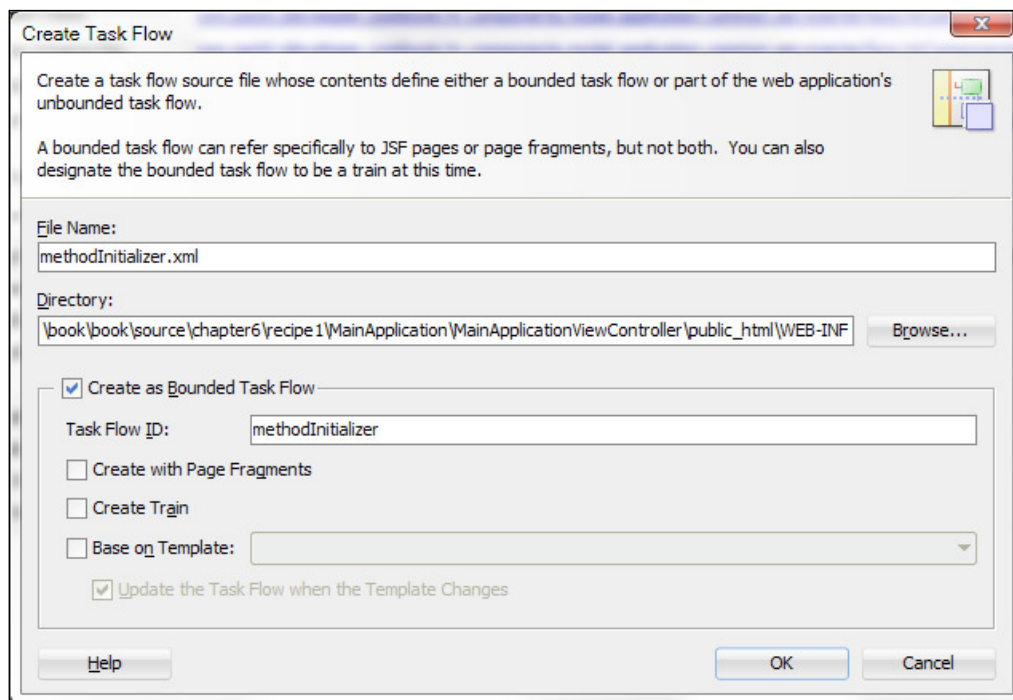 Create Task Flow
Create a task flow source file whose contents define either a bounded task flow or part of the web application's
unbounded task flow.
A bounded task flow can refer specifically to JSF pages or page fragments, but not both.  You can also
designate the bounded task flow to be a train at this time.
File Name:
methodInitializer.xml
Directory:
\book\book\source\chapter6\recipe1\MainApplication\MainApplicationViewController\public_html\WEB-INF
Browse...
Create as Bounded Task Flow
Task Flow ID:
methodInitializer
Create with Page Fragments
Create Train
Base on Template:
Update the Task Flow when the Template Changes
Help
OK
Cancel